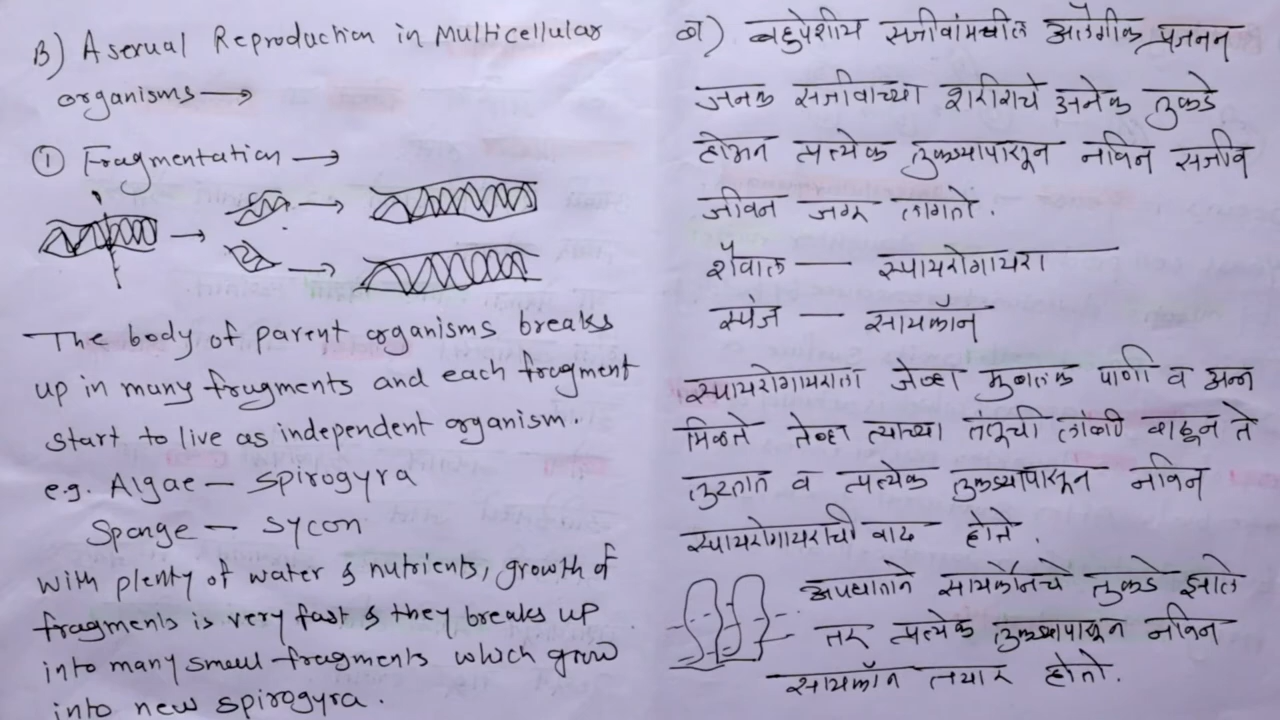 B) Asexual Reproduction in Multicellular
organisms →
① Fragmentation →
The body of parent organisms breaks
up in many fragments and each fragment
start to live as independent organism.
e.g. Algae – Spirogyra
Sponge – Sycon
with plenty of water & nutrients, growth of
fragments is very fast & they breaks up
into many small fragments which grow
into new spirogyra.
ब) बहुपेशीय सजीवांमधील अलैंगीक प्रजनन
जनक सजीवाच्या शरीराचे अनेक तुकडे
होऊन प्रत्येक तुकड्यापासून नविन सजीव
जीवन जगू लागतो.
शैवाल — स्पायरोगायरा
स्पंज — सायकॉन
स्पायरोगायराला जेव्हा मुबलक पाणी व अन्न
मिळते तेव्हा त्याच्या तंतूची लांबी वाढून ते
तुटतात व प्रत्येक तुकड्यापासून नविन
स्पायरोगायराची वाढ होते.
अपघाताने सायकॉनचे तुकडे झाले
तर प्रत्येक तुकड्यापासून नविन
सायकॉन तयार होतो.